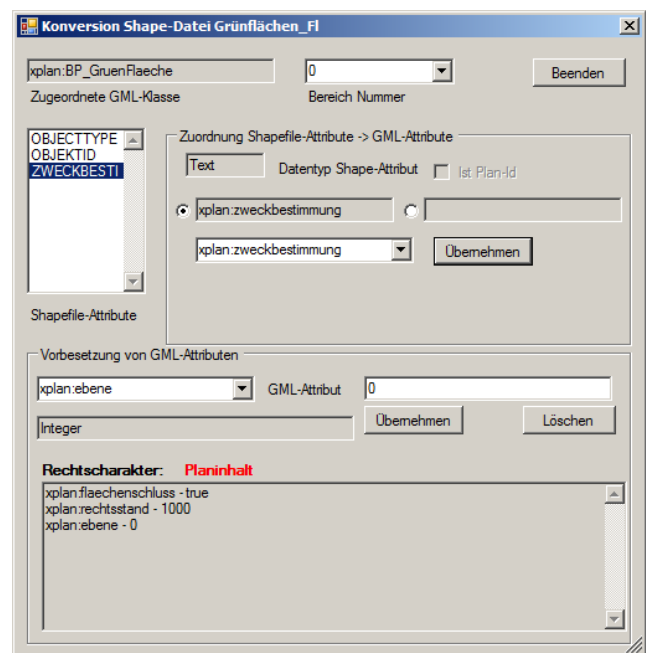 Konversion Shape-Datei Grünflächen_Fl
xplan:BP_GruenFlaeche
0
Beenden
Zugeordnete GML-Klasse
Bereich Nummer
OBJECTTYPE
OBJEKTID
ZWECKBESTI
Shapefile-Attribute
Zuordnung Shapefile-Attribute -> GML-Attribute
Text
Datentyp Shape-Attribut
Ist Plan-Id
xplan:zweckbestimmung
xplan:zweckbestimmung
Übernehmen
Vorbesetzung von GML-Attributen
xplan:ebene
GML-Attribut
0
Integer
Übernehmen
Löschen
Rechtscharakter: Planinhalt
xplan:flaechenschluss - true
xplan:rechtsstand - 1000
xplan:ebene - 0